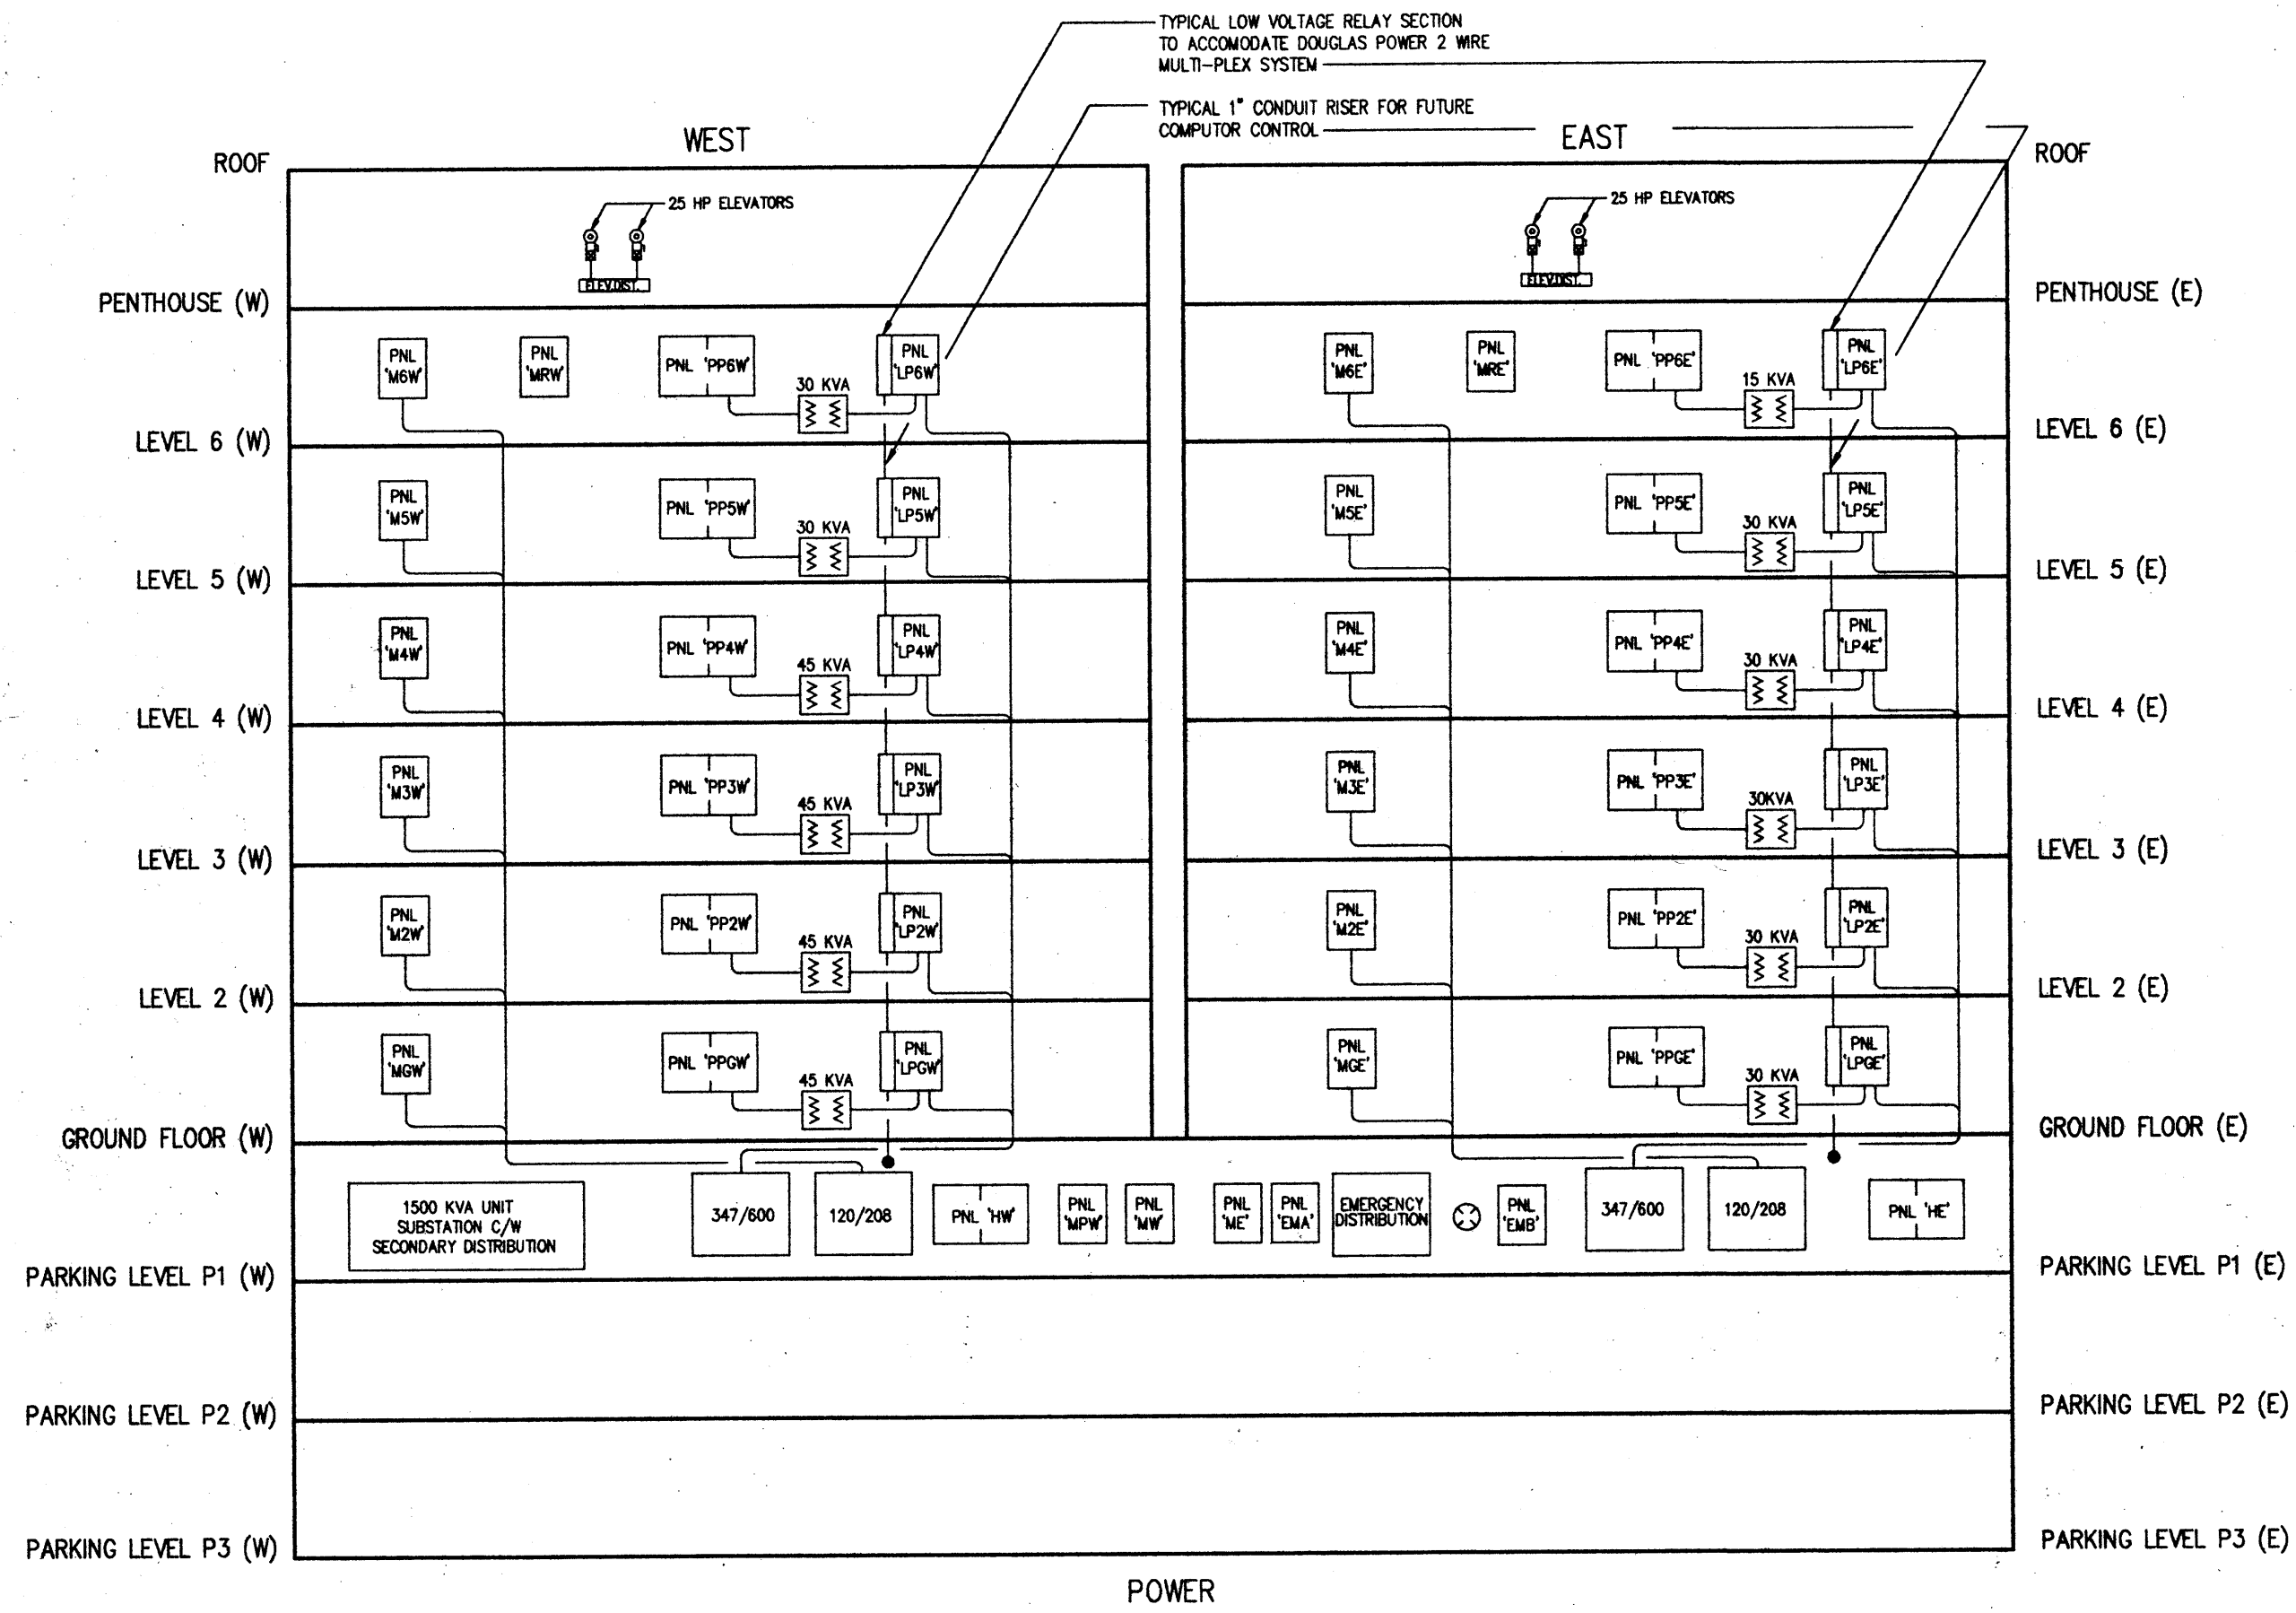 TYPICAL LOW VOLTAGE RELAY SECTION
TO ACCOMODATE DOUGLAS POWER 2 WIRE
MULTI-PLEX SYSTEM
TYPICAL 1" CONDUIT RISER FOR FUTURE
COMPUTOR CONTROL
WEST
EAST
ROOF
ROOF
25 HP ELEVATORS
25 HP ELEVATORS
ELEV.DIST.
ELEV.DIST.
PENTHOUSE (W)
PENTHOUSE (E)
PNL
'M6W'
PNL
'MRW'
PNL 'PP6W'
30 KVA
PNL
'LP6W'
PNL
'M6E'
PNL
'MRE'
PNL 'PP6E'
15 KVA
PNL
'LP6E'
LEVEL 6 (W)
LEVEL 6 (E)
PNL
'M5W'
PNL 'PP5W'
30 KVA
PNL
'LP5W'
PNL
'M5E'
PNL 'PP5E'
30 KVA
PNL
'LP5E'
LEVEL 5 (W)
LEVEL 5 (E)
PNL
'M4W'
PNL 'PP4W'
45 KVA
PNL
'LP4W'
PNL
'M4E'
PNL 'PP4E'
30 KVA
PNL
'LP4E'
LEVEL 4 (W)
LEVEL 4 (E)
PNL
'M3W'
PNL 'PP3W'
45 KVA
PNL
'LP3W'
PNL
'M3E'
PNL 'PP3E'
30KVA
PNL
'LP3E'
LEVEL 3 (W)
LEVEL 3 (E)
PNL
'M2W'
PNL 'PP2W'
45 KVA
PNL
'LP2W'
PNL
'M2E'
PNL 'PP2E'
30 KVA
PNL
'LP2E'
LEVEL 2 (W)
LEVEL 2 (E)
PNL
'MGW'
PNL 'PPGW'
45 KVA
PNL
'LPGW'
PNL
'MGE'
PNL 'PPGE'
30 KVA
PNL
'LPGE'
GROUND FLOOR (W)
GROUND FLOOR (E)
1500 KVA UNIT
SUBSTATION C/W
SECONDARY DISTRIBUTION
347/600
120/208
PNL 'HW'
PNL
'MPW'
PNL
'MW'
PNL
'ME'
PNL
'EMA'
EMERGENCY
DISTRIBUTION
PNL
'EMB'
347/600
120/208
PNL 'HE'
PARKING LEVEL P1 (W)
PARKING LEVEL P1 (E)
PARKING LEVEL P2 (W)
PARKING LEVEL P2 (E)
PARKING LEVEL P3 (W)
PARKING LEVEL P3 (E)
POWER